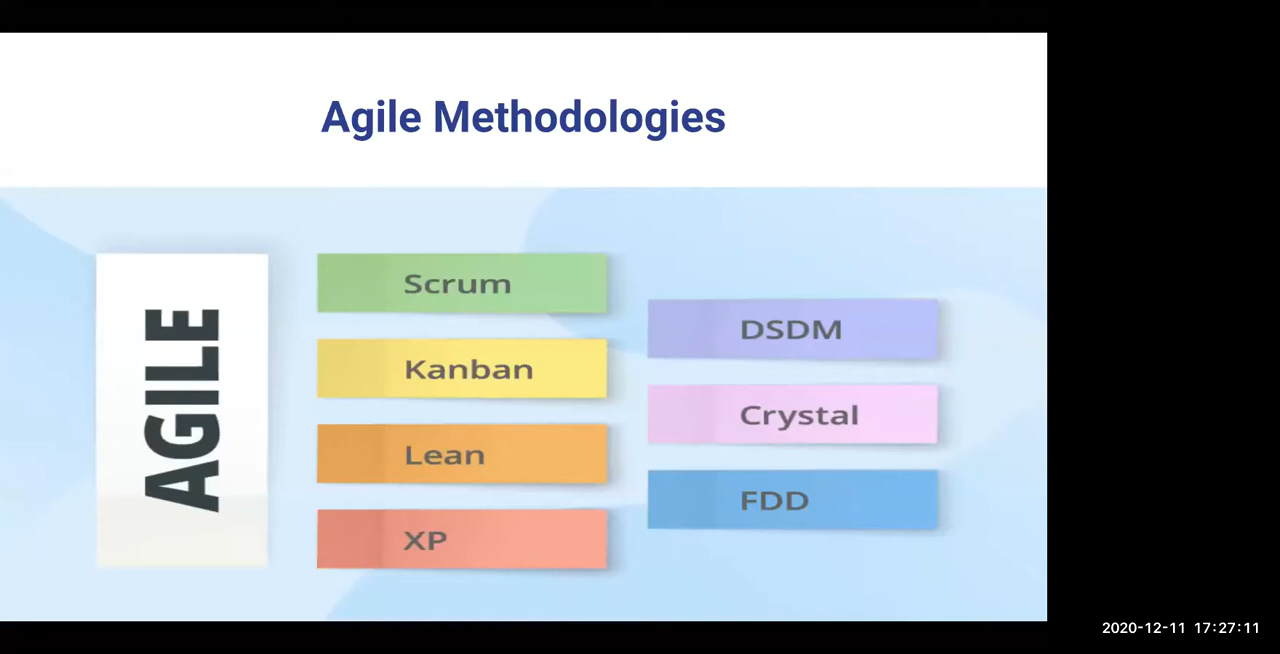 Agile Methodologies
AGILE
Scrum
Kanban
Lean
XP
DSDM
Crystal
FDD
2020-12-11 17:27:11